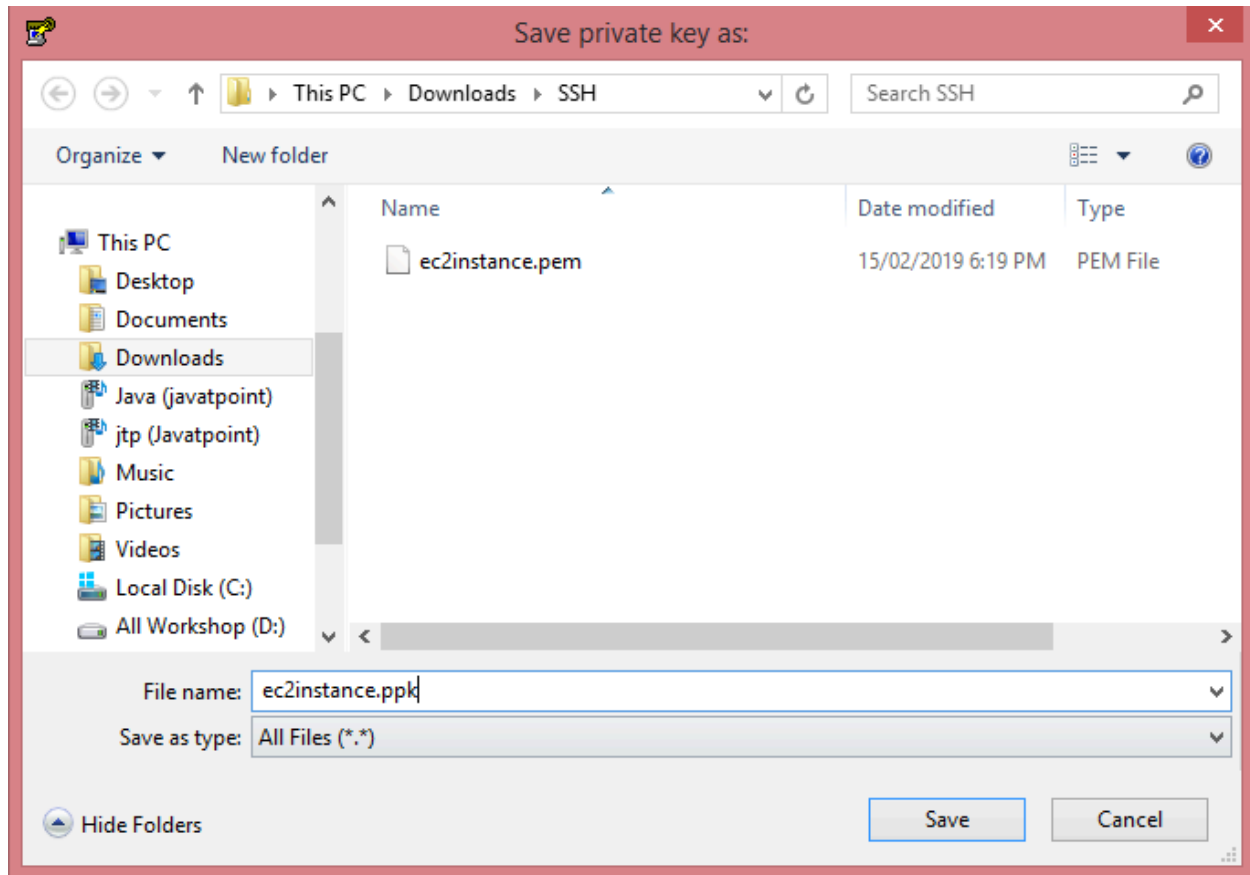 Save private key as:
This PC Downloads SSH
Search SSH
Organize
New folder
Name
Date modified
Type
This PC
ec2instance.pem
15/02/2019 6:19 PM
PEM File
Desktop
Documents
Downloads
Java (javatpoint)
jtp (Javatpoint)
Music
Pictures
Videos
Local Disk (C:)
All Workshop (D:)
File name: ec2instance.ppk
Save as type: All Files (*.*)
Hide Folders
Save
Cancel